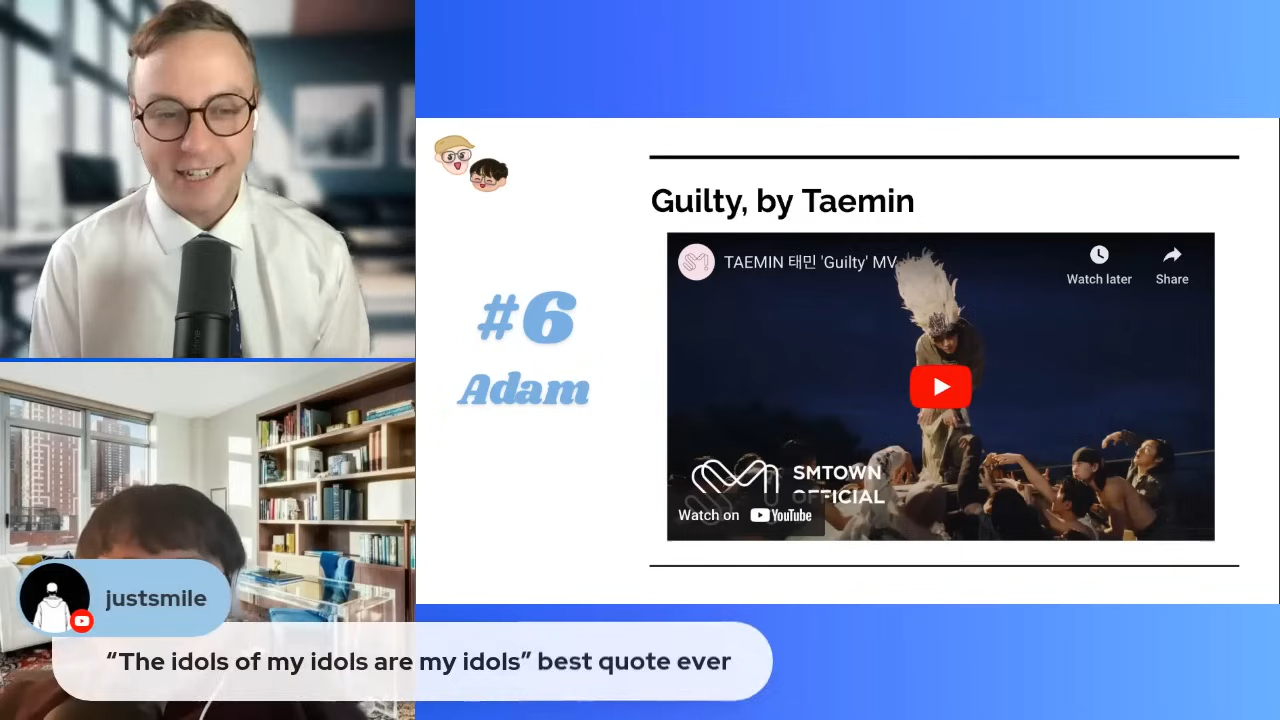 Guilty, by Taemin
TAEMIN 태민 'Guilty' MV
Watch later
Share
#6
Adam
SMTOWN
OFFICIAL
Watch on YouTube
justsmile
“The idols of my idols are my idols” best quote ever